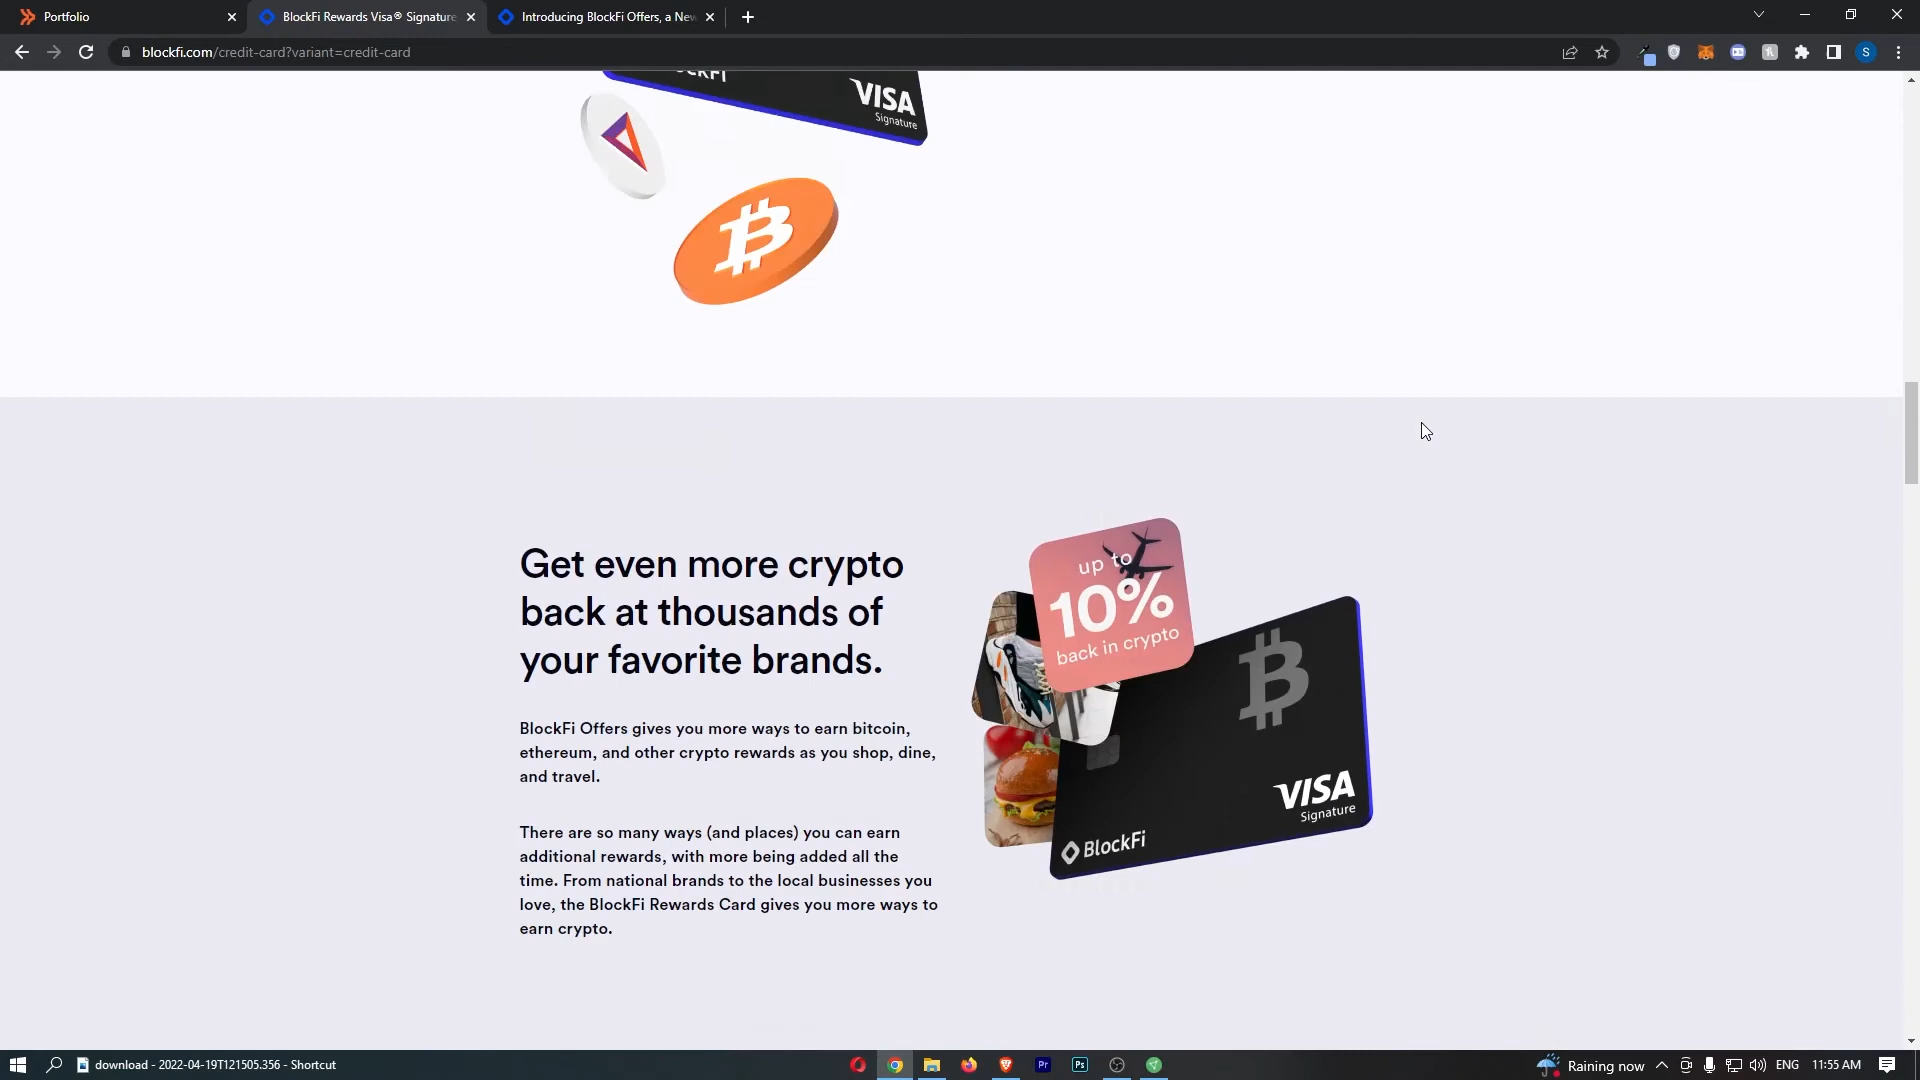 Portfolio
BlockFi Rewards Visa® Signature
Introducing BlockFi Offers, a New
blockfi.com/credit-card?variant=credit-card
S
VISA
Signature
up to
10%
back in crypto
Get even more crypto
back at thousands of
your favorite brands.
BlockFi Offers gives you more ways to earn bitcoin,
ethereum, and other crypto rewards as you shop, dine,
and travel.
There are so many ways (and places) you can earn
additional rewards, with more being added all the
time. From national brands to the local businesses you
love, the BlockFi Rewards Card gives you more ways to
earn crypto.
VISA
Signature
BlockFi
download - 2022-04-19T121505.356 - Shortcut
Pr
Ps
Raining now
ENG
11:55 AM